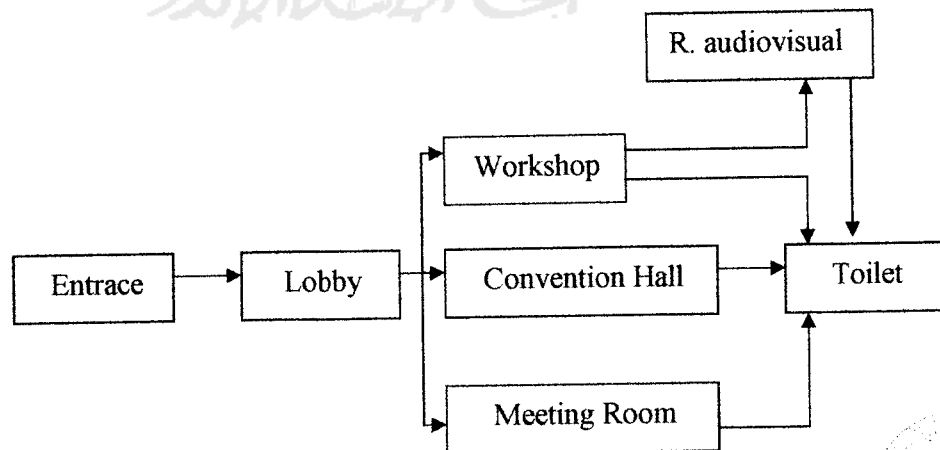 R. audiovisual
Workshop
Entrace
Lobby
Convention Hall
Toilet
Meeting Room